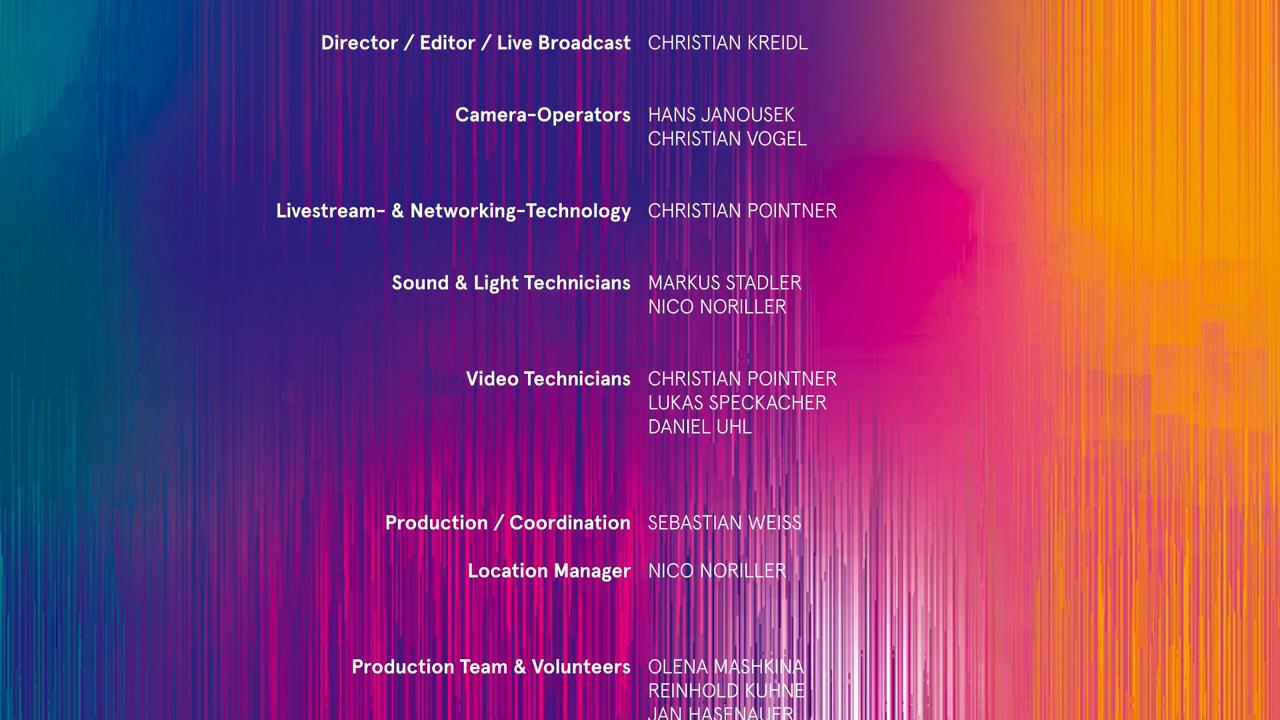 Director / Editor / Live Broadcast CHRISTIAN KREIDL
Camera-Operators HANS JANOUSEK
CHRISTIAN VOGEL
Livestream- & Networking-Technology CHRISTIAN POINTNER
Sound & Light Technicians MARKUS STADLER
NICO NORILLER
Video Technicians CHRISTIAN POINTNER
LUKAS SPECKACHER
DANIEL UHL
Production / Coordination SEBASTIAN WEISS
Location Manager NICO NORILLER
Production Team & Volunteers OLENA MASHKINA
REINHOLD KUHNE
JAN HASENAUER